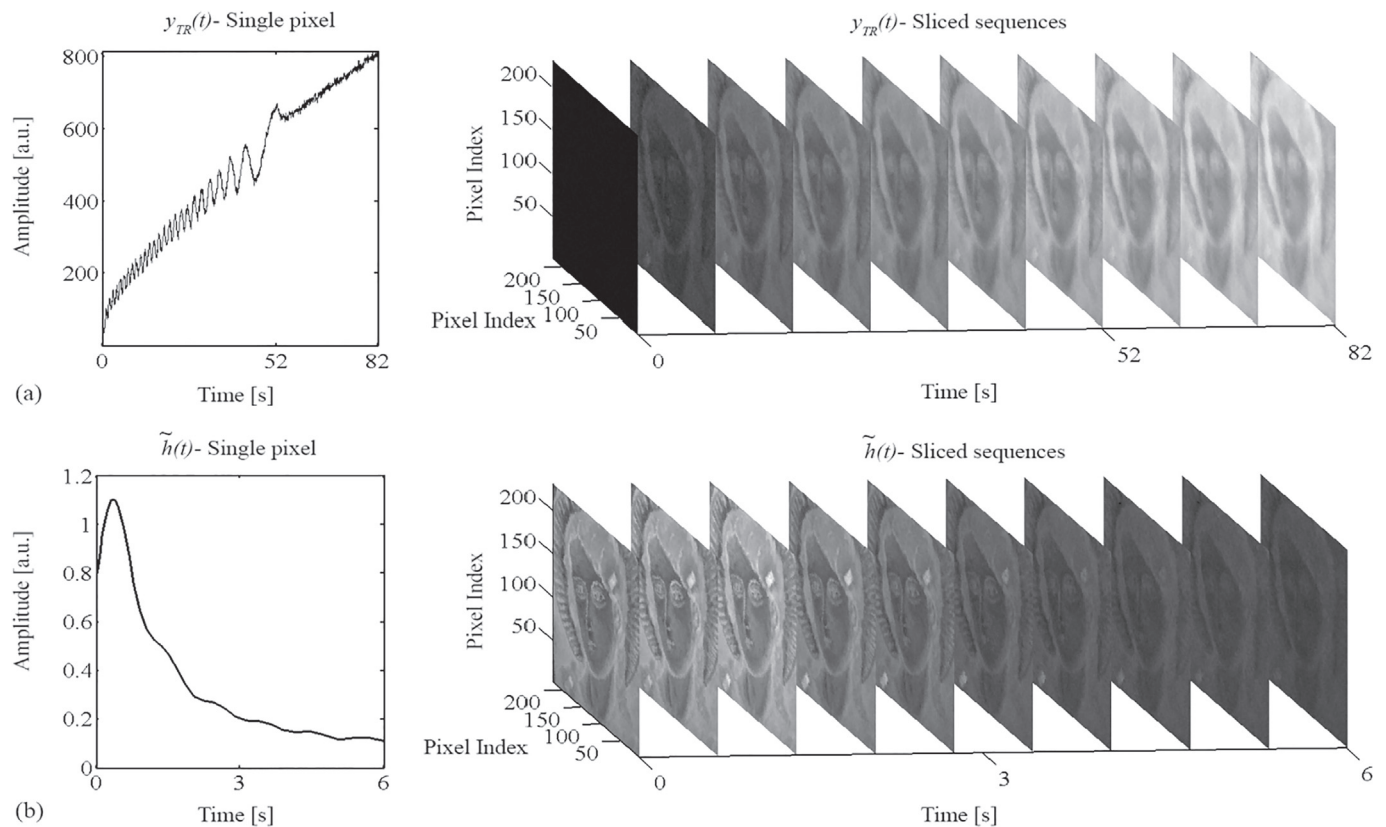 y_TR(t)- Single pixel
y_TR(t)- Sliced sequences
Amplitude [a.u.]
800
600
400
200
0
52
82
Time [s]
Pixel Index
200
150
100
50
200
150
100
50
Pixel Index
0
52
82
Time [s]
(a)
h̃(t)- Single pixel
h̃(t)- Sliced sequences
Amplitude [a.u.]
1.2
1
0.8
0.6
0.4
0.2
0
0
3
6
Time [s]
Pixel Index
200
150
100
50
200
150
100
50
Pixel Index
0
3
6
Time [s]
(b)